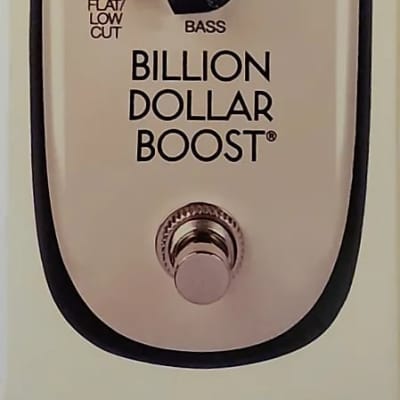 FLAT/
LOW
CUT
BASS
BILLION
DOLLAR
BOOST®